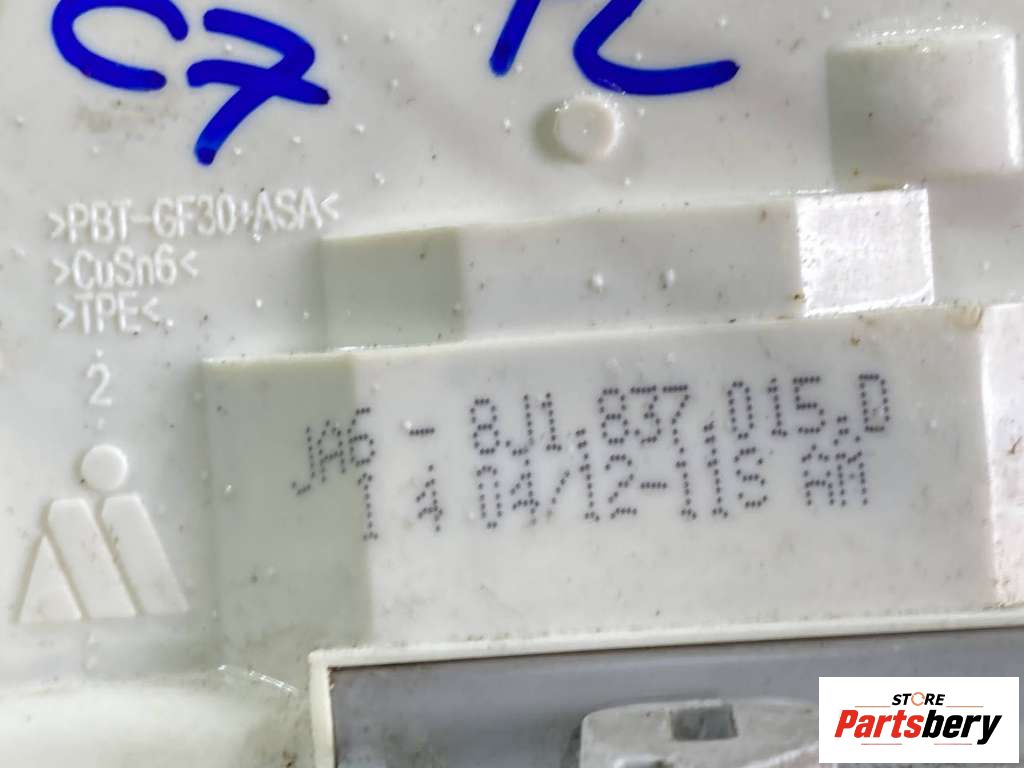 C7
>PBT-GF30+ASA<
>CuSn6<
>TPE<
2
JA6 - 8J1.837.015.D
1 4 04/12-11S AM
STORE
Partsbery